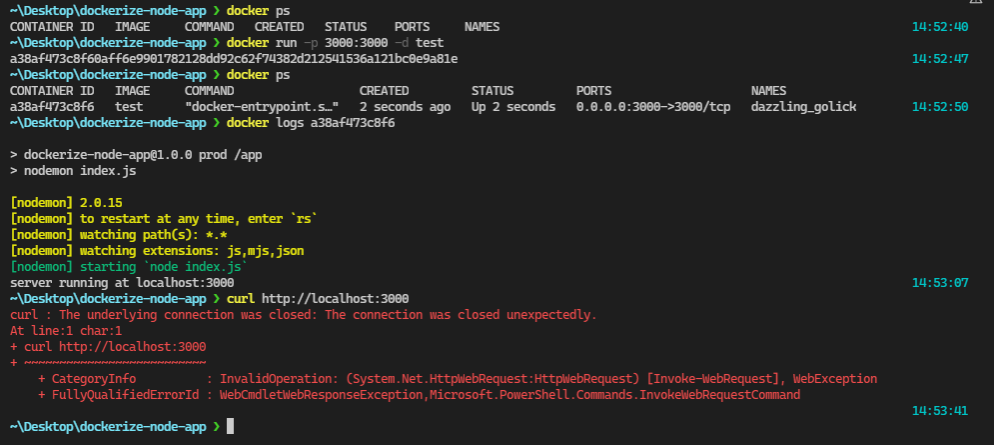 ~\Desktop\dockerize-node-app ❯ docker ps
CONTAINER ID   IMAGE     COMMAND   CREATED   STATUS    PORTS     NAMES
14:52:40
~\Desktop\dockerize-node-app ❯ docker run -p 3000:3000 -d test
a38af473c8f60aff6e9901782128dd92c62f74382d212541536a121bc0e9a81e
14:52:47
~\Desktop\dockerize-node-app ❯ docker ps
CONTAINER ID   IMAGE     COMMAND                  CREATED         STATUS         PORTS                    NAMES
a38af473c8f6   test      "docker-entrypoint.s…"   2 seconds ago   Up 2 seconds   0.0.0.0:3000->3000/tcp   dazzling_golick
14:52:50
~\Desktop\dockerize-node-app ❯ docker logs a38af473c8f6
> dockerize-node-app@1.0.0 prod /app
> nodemon index.js
[nodemon] 2.0.15
[nodemon] to restart at any time, enter `rs`
[nodemon] watching path(s): *.*
[nodemon] watching extensions: js,mjs,json
[nodemon] starting `node index.js`
server running at localhost:3000
14:53:07
~\Desktop\dockerize-node-app ❯ curl http://localhost:3000
curl : The underlying connection was closed: The connection was closed unexpectedly.
At line:1 char:1
+ curl http://localhost:3000
+ ~~~~~~~~~~~~~~~~~~~~~~~~~~
    + CategoryInfo          : InvalidOperation: (System.Net.HttpWebRequest:HttpWebRequest) [Invoke-WebRequest], WebException
    + FullyQualifiedErrorId : WebCmdletWebResponseException,Microsoft.PowerShell.Commands.InvokeWebRequestCommand
14:53:41
~\Desktop\dockerize-node-app ❯